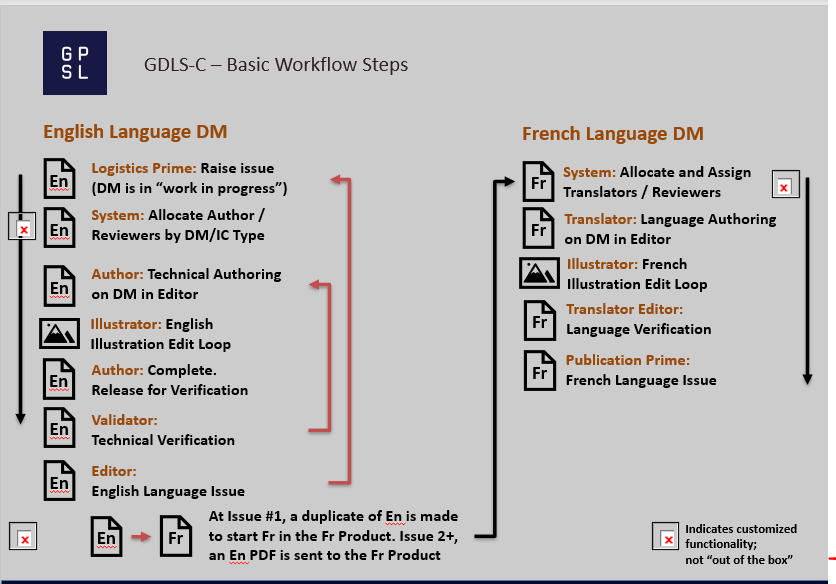 G P
S L
GDLS-C – Basic Workflow Steps
English Language DM
En
Logistics Prime: Raise issue
(DM is in “work in progress”)
En
System: Allocate Author /
Reviewers by DM/IC Type
En
Author: Technical Authoring
on DM in Editor
Illustrator: English
Illustration Edit Loop
En
Author: Complete.
Release for Verification
En
Validator:
Technical Verification
En
Editor:
English Language Issue
En
Fr
At Issue #1, a duplicate of En is made
to start Fr in the Fr Product. Issue 2+,
an En PDF is sent to the Fr Product
French Language DM
Fr
System: Allocate and Assign
Translators / Reviewers
Fr
Translator: Language Authoring
on DM in Editor
Illustrator: French
Illustration Edit Loop
Fr
Translator Editor:
Language Verification
Fr
Publication Prime:
French Language Issue
Indicates customized
functionality;
not “out of the box”